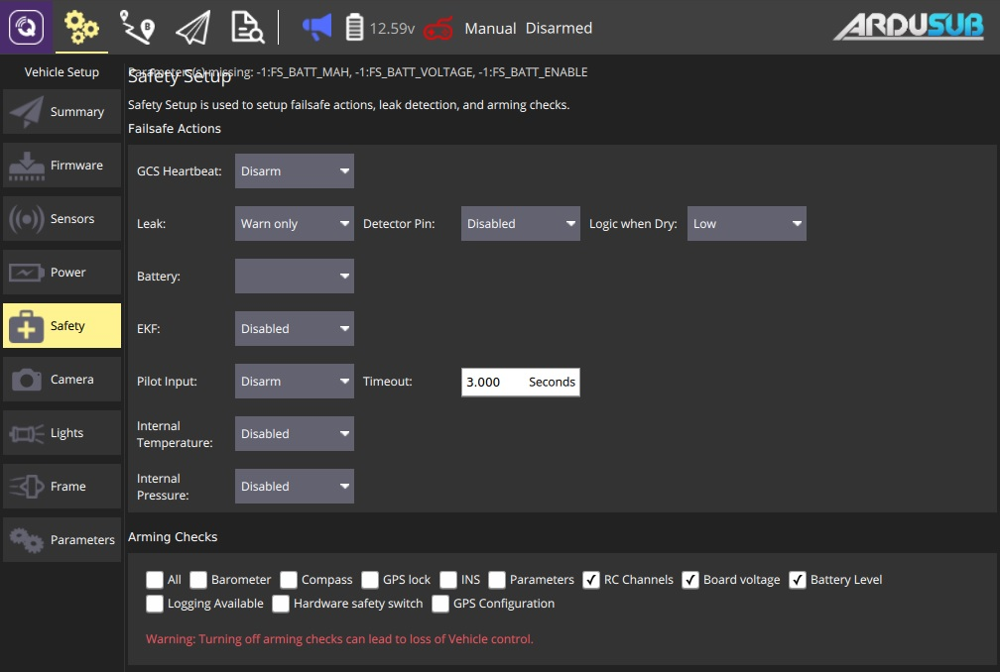 12.59v Manual Disarmed ARDUSUB
Vehicle Setup
Summary
Firmware
Sensors
Power
Safety
Camera
Lights
Frame
Parameters
Parameters(s) missing: -1:FS_BATT_MAH, -1:FS_BATT_VOLTAGE, -1:FS_BATT_ENABLE
Safety Setup
Safety Setup is used to setup failsafe actions, leak detection, and arming checks.
Failsafe Actions
GCS Heartbeat: Disarm
Leak: Warn only Detector Pin: Disabled Logic when Dry: Low
Battery:
EKF: Disabled
Pilot Input: Disarm Timeout: 3.000 Seconds
Internal
Temperature: Disabled
Internal
Pressure: Disabled
Arming Checks
All Barometer Compass GPS lock INS Parameters RC Channels Board voltage Battery Level
Logging Available Hardware safety switch GPS Configuration
Warning: Turning off arming checks can lead to loss of Vehicle control.